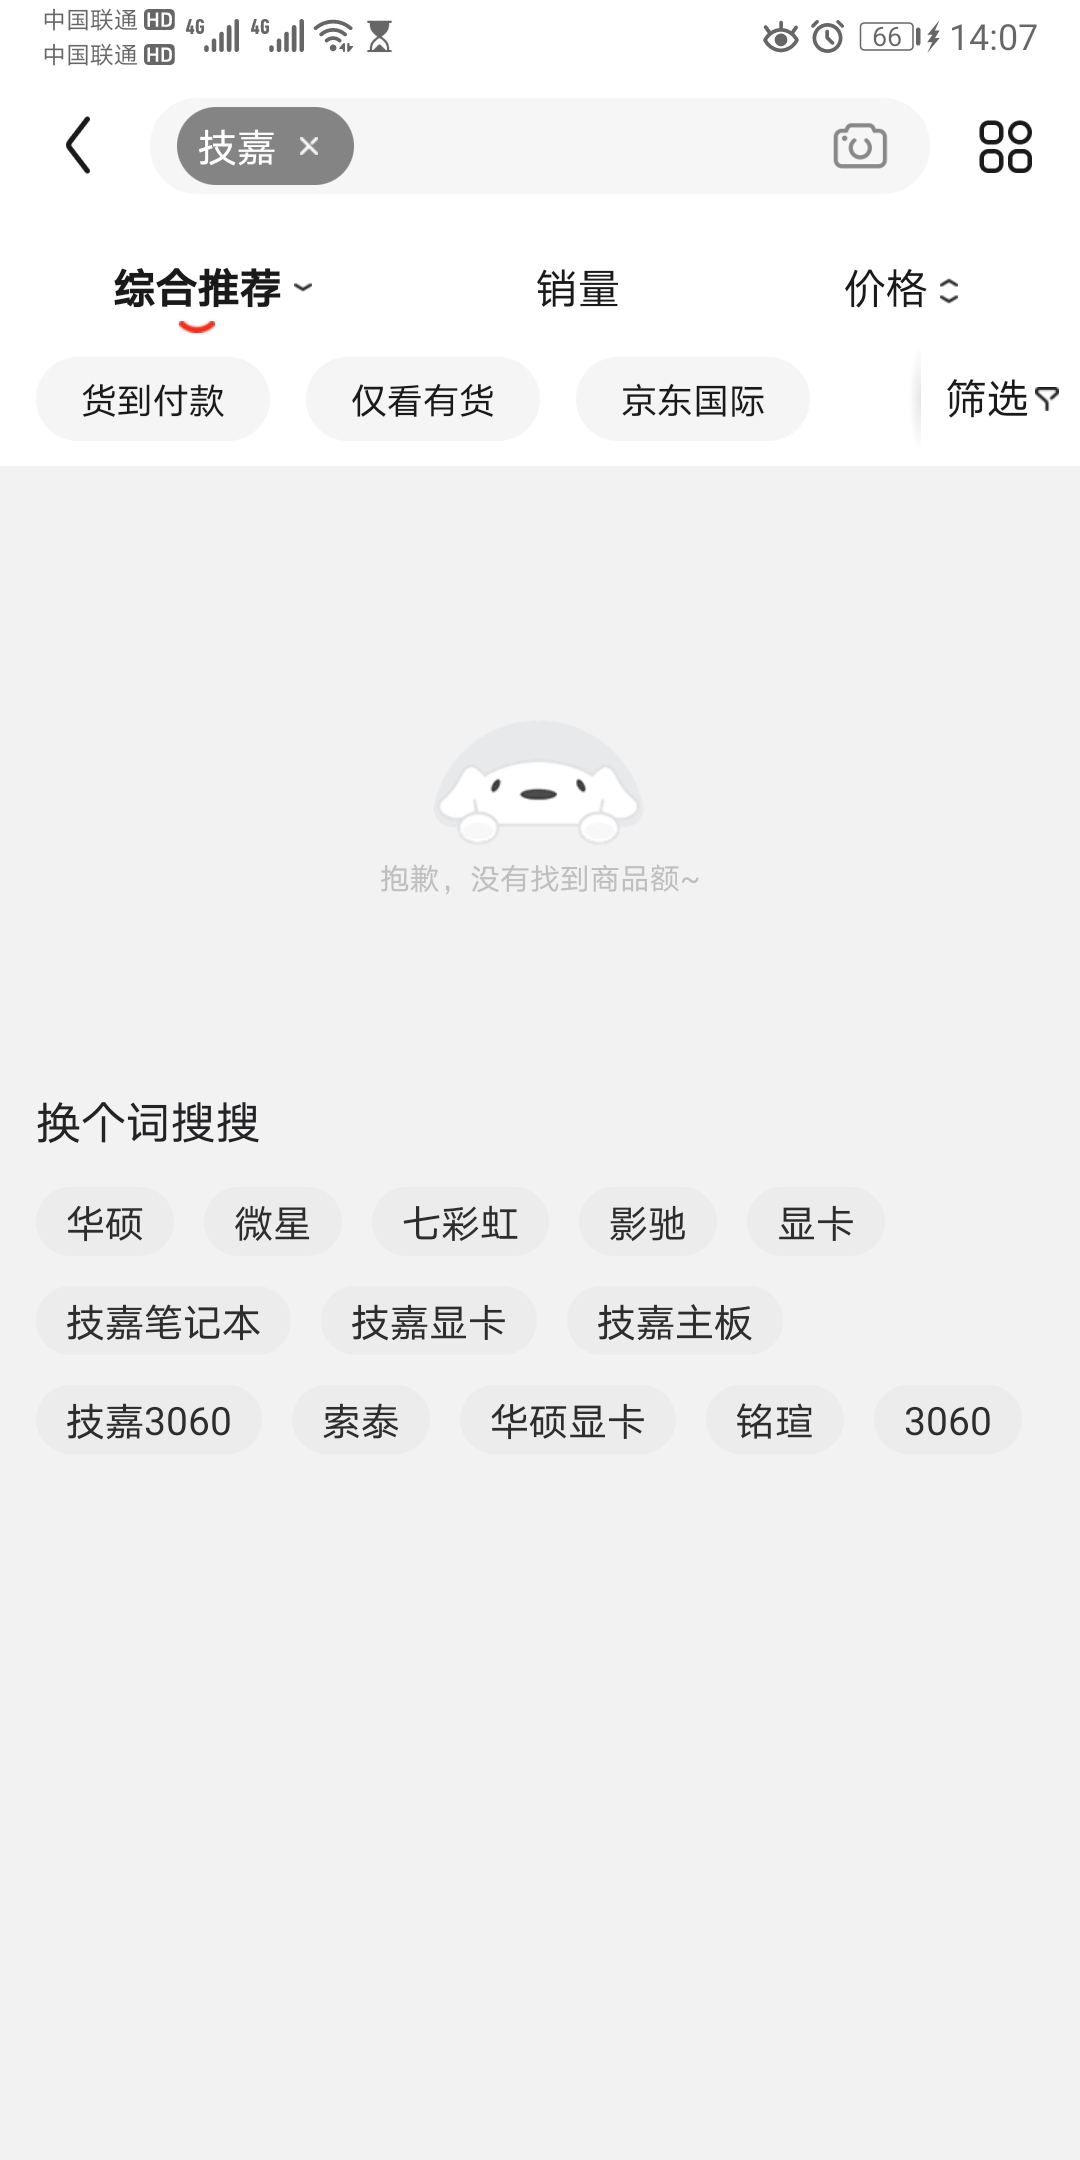 中国联通 HD 4G 4G 66 14:07
中国联通 HD
技嘉 ×
综合推荐 销量 价格
货到付款 仅看有货 京东国际 筛选
抱歉，没有找到商品额~
换个词搜搜
华硕 微星 七彩虹 影驰 显卡
技嘉笔记本 技嘉显卡 技嘉主板
技嘉3060 索泰 华硕显卡 铭瑄 3060